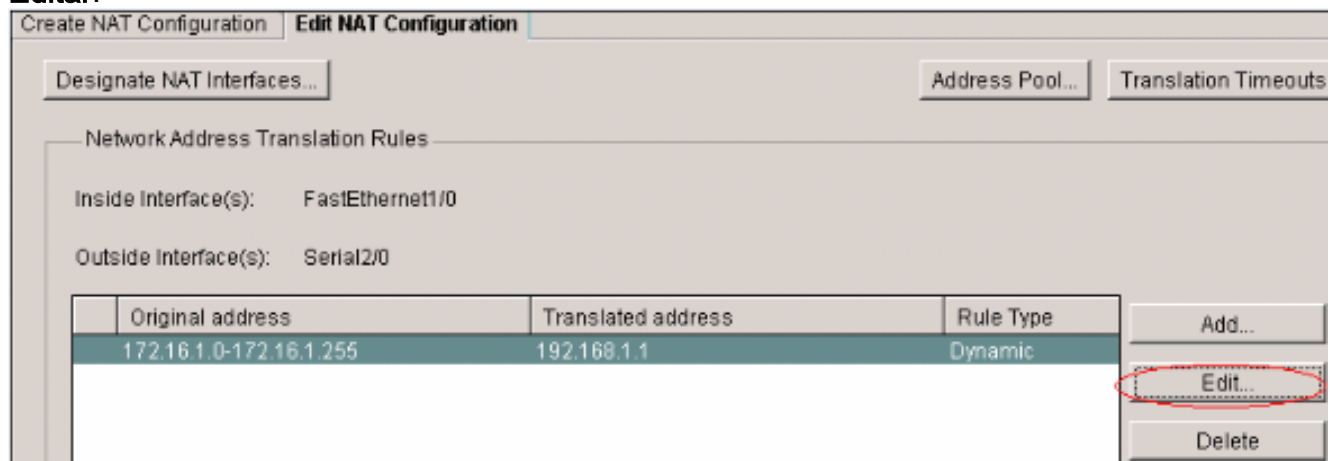 Editar.
Create NAT Configuration Edit NAT Configuration
Designate NAT Interfaces... Address Pool... Translation Timeouts
Network Address Translation Rules
Inside Interface(s): FastEthernet1/0
Outside Interface(s): Serial2/0
Original address Translated address Rule Type
172.16.1.0-172.16.1.255 192.168.1.1 Dynamic
Add...
Edit...
Delete